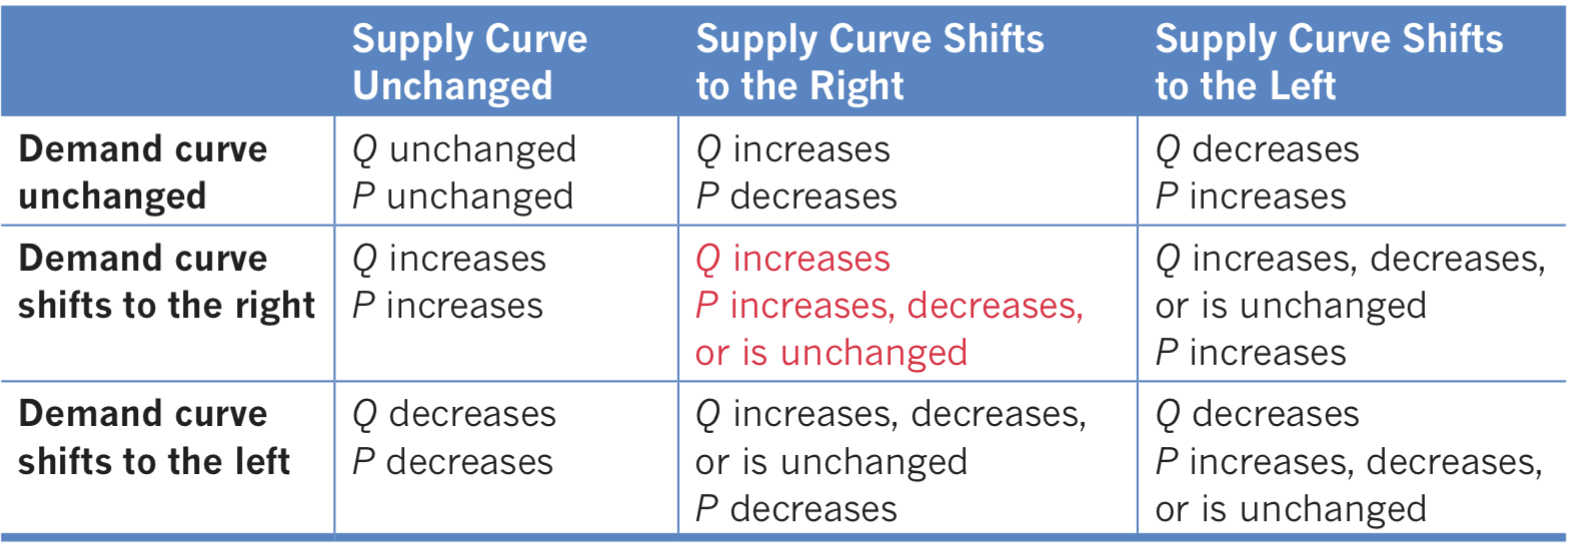 Supply Curve
Unchanged
Supply Curve Shifts
to the Right
Supply Curve Shifts
to the Left
Demand curve
unchanged
Q unchanged
P unchanged
Q increases
P decreases
Q decreases
P increases
Demand curve
shifts to the right
Q increases
P increases
Q increases
P increases, decreases,
or is unchanged
Q increases, decreases,
or is unchanged
P increases
Demand curve
shifts to the left
Q decreases
P decreases
Q increases, decreases,
or is unchanged
P decreases
Q decreases
P increases, decreases,
or is unchanged